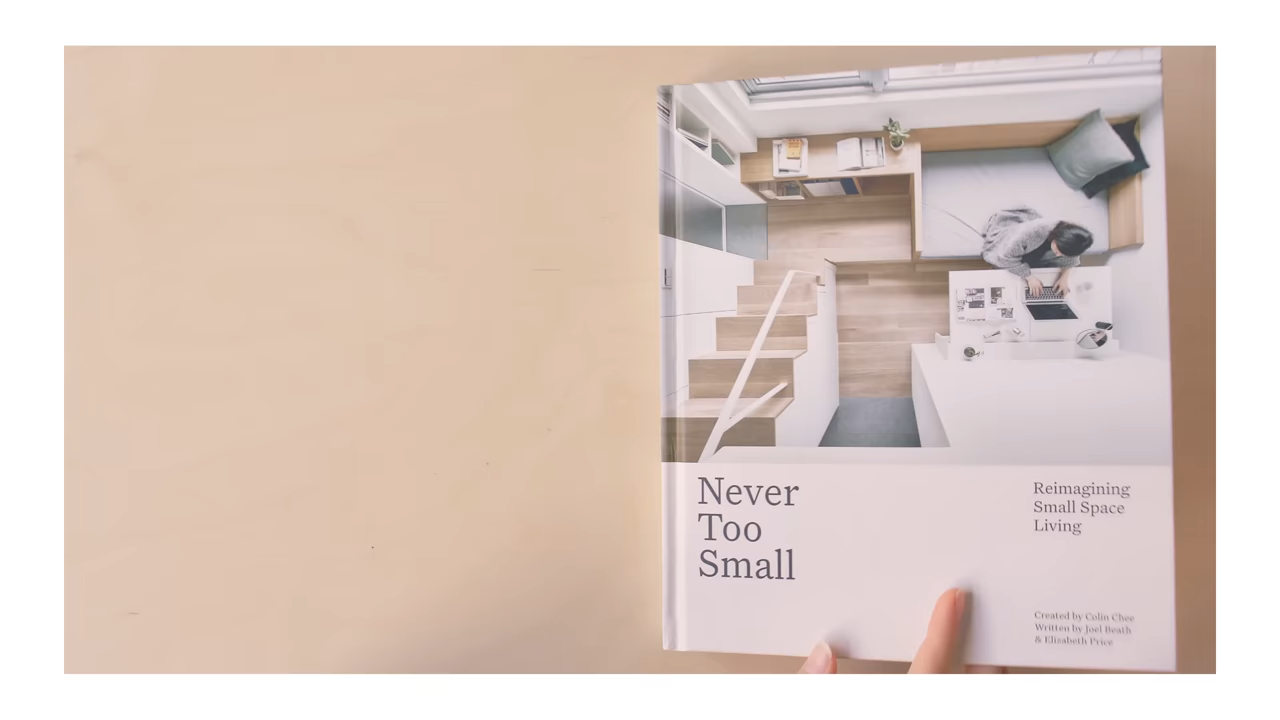 Never
Too
Small
Reimagining
Small Space
Living
Created by Colin Chee
Written by Joel Beath
& Elizabeth Price